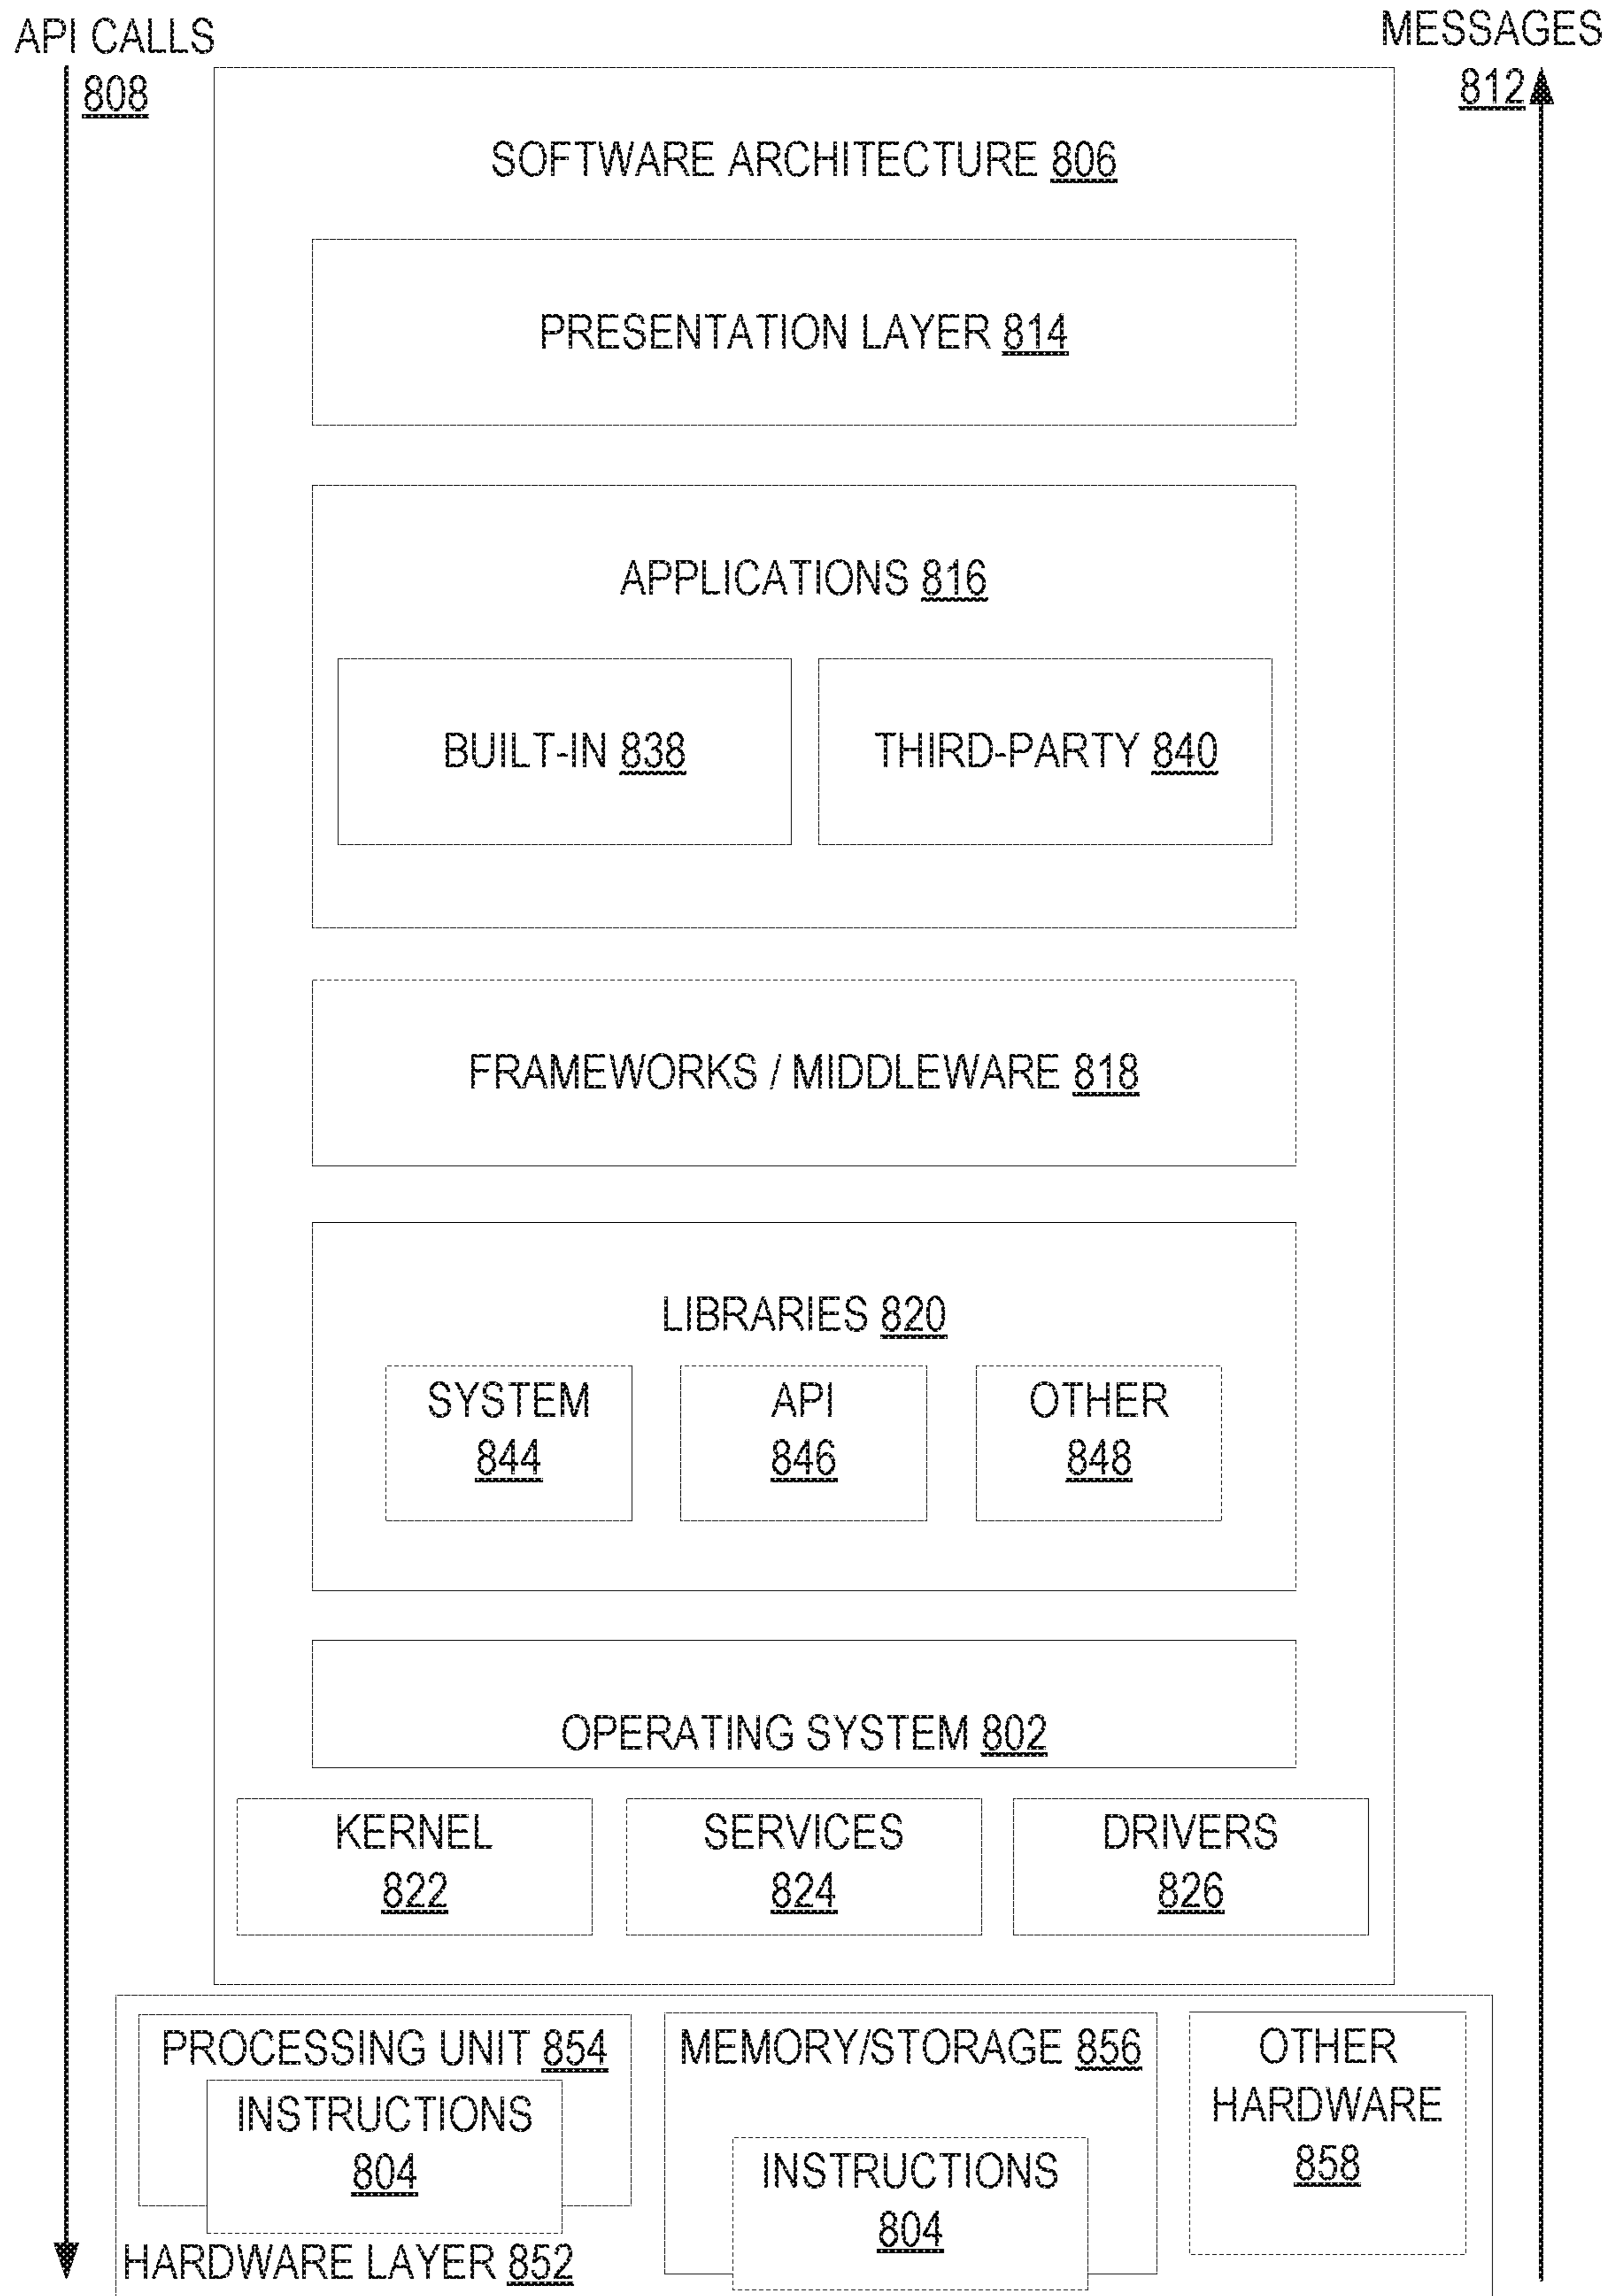 API CALLS
808
MESSAGES
812
SOFTWARE ARCHITECTURE 806
PRESENTATION LAYER 814
APPLICATIONS 816
BUILT-IN 838
THIRD-PARTY 840
FRAMEWORKS / MIDDLEWARE 818
LIBRARIES 820
SYSTEM
844
API
846
OTHER
848
OPERATING SYSTEM 802
KERNEL
822
SERVICES
824
DRIVERS
826
PROCESSING UNIT 854
INSTRUCTIONS
804
MEMORY/STORAGE 856
INSTRUCTIONS
804
OTHER
HARDWARE
858
HARDWARE LAYER 852